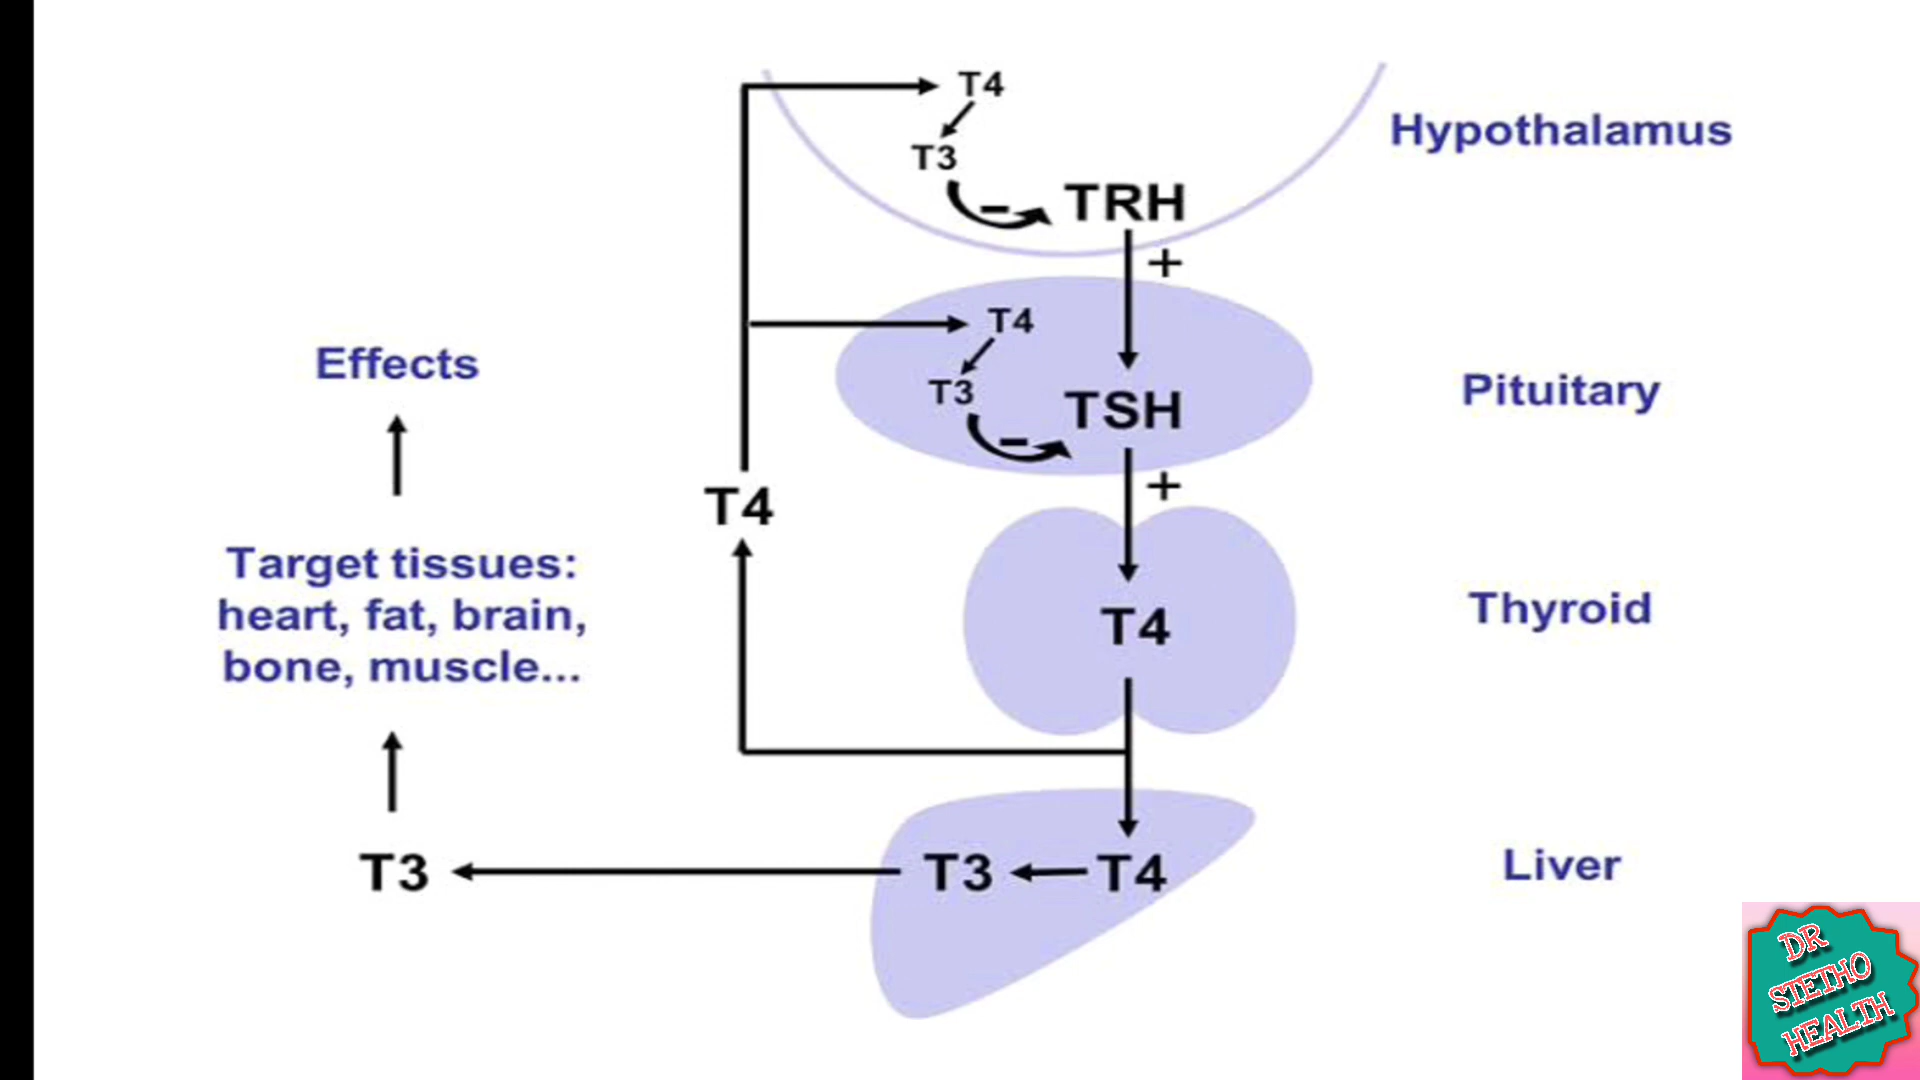 T4
T3
-
TRH
Hypothalamus
+
T4
T3
-
TSH
Pituitary
+
Effects
T4
Target tissues:
heart, fat, brain,
bone, muscle...
T4
Thyroid
T3
T3
T4
Liver
DR
STETHO
HEALTH